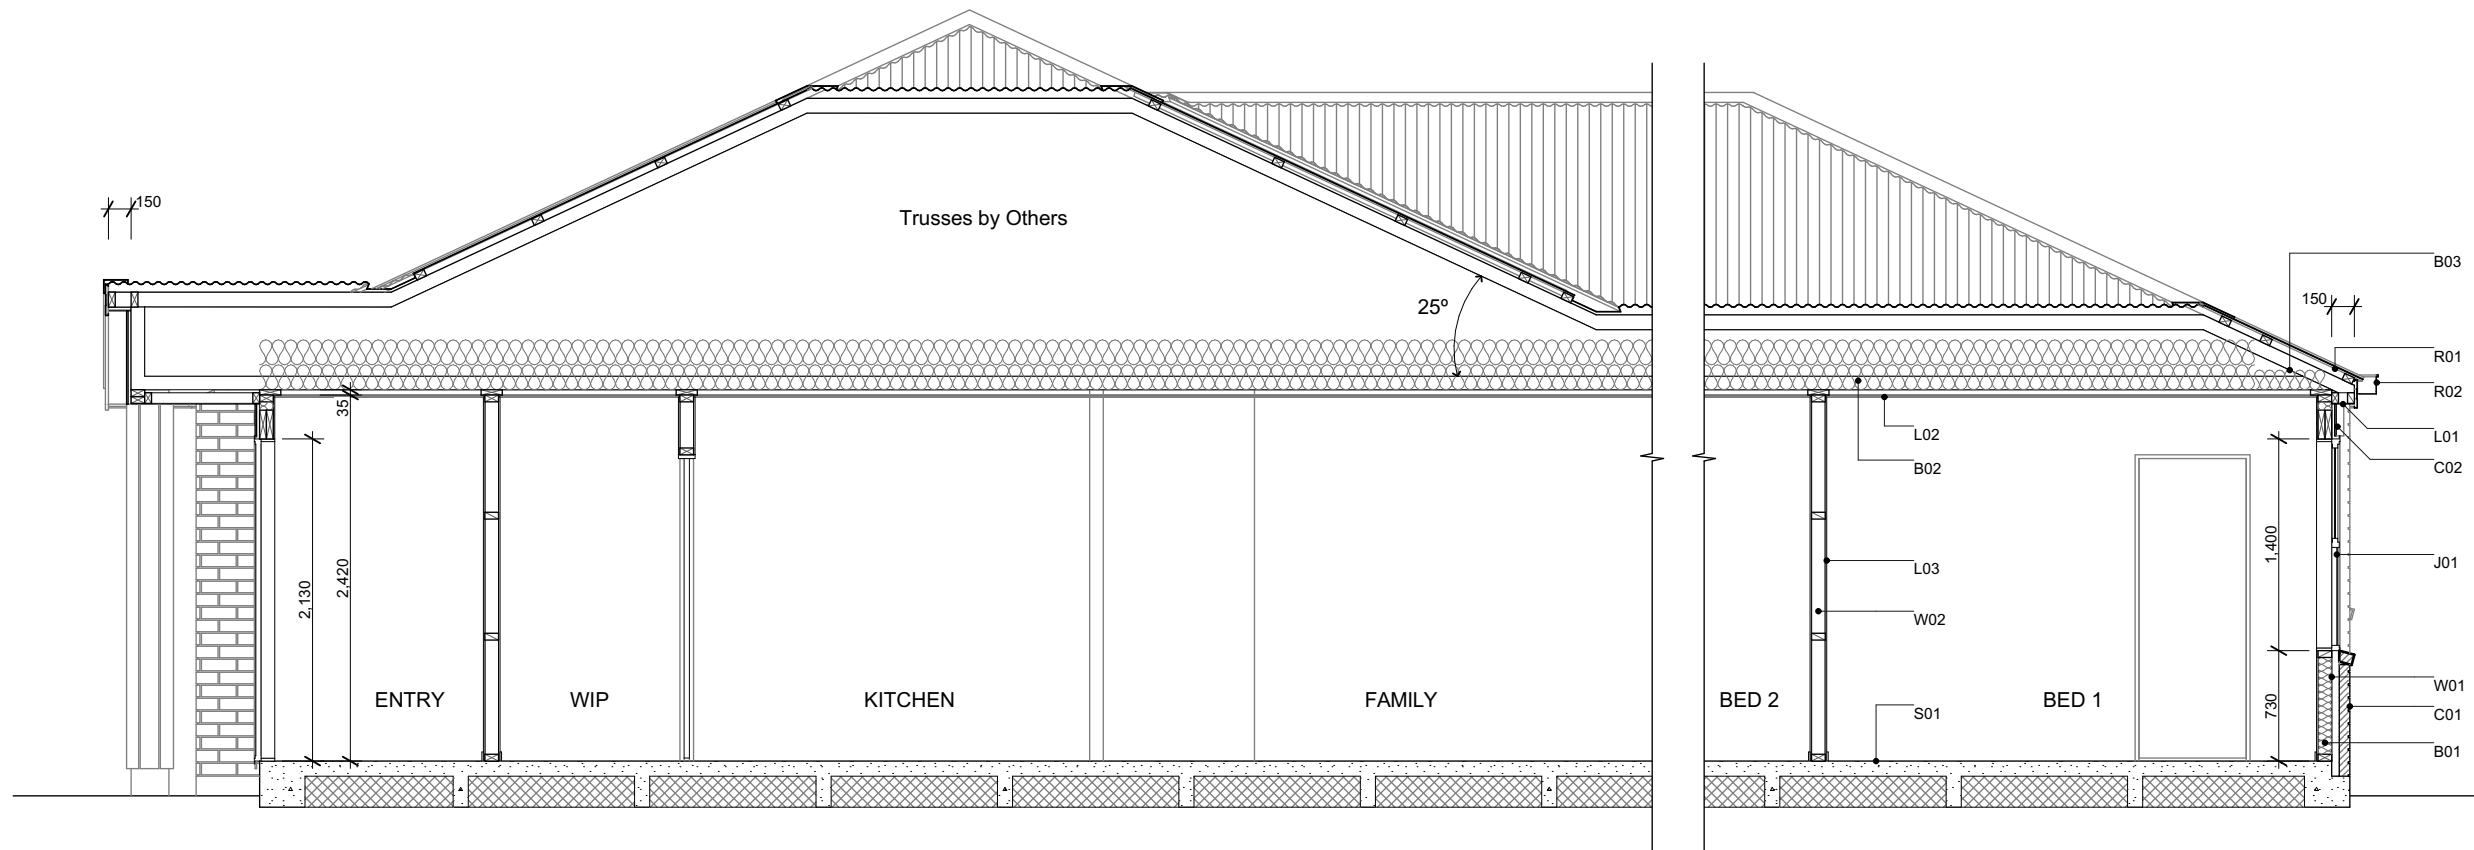 150
Trusses by Others
25º
B03
150
R01
R02
L01
C02
35
L02
B02
2,130
2,420
1,400
J01
L03
W02
ENTRY
WIP
KITCHEN
FAMILY
BED 2
BED 1
S01
730
W01
C01
B01